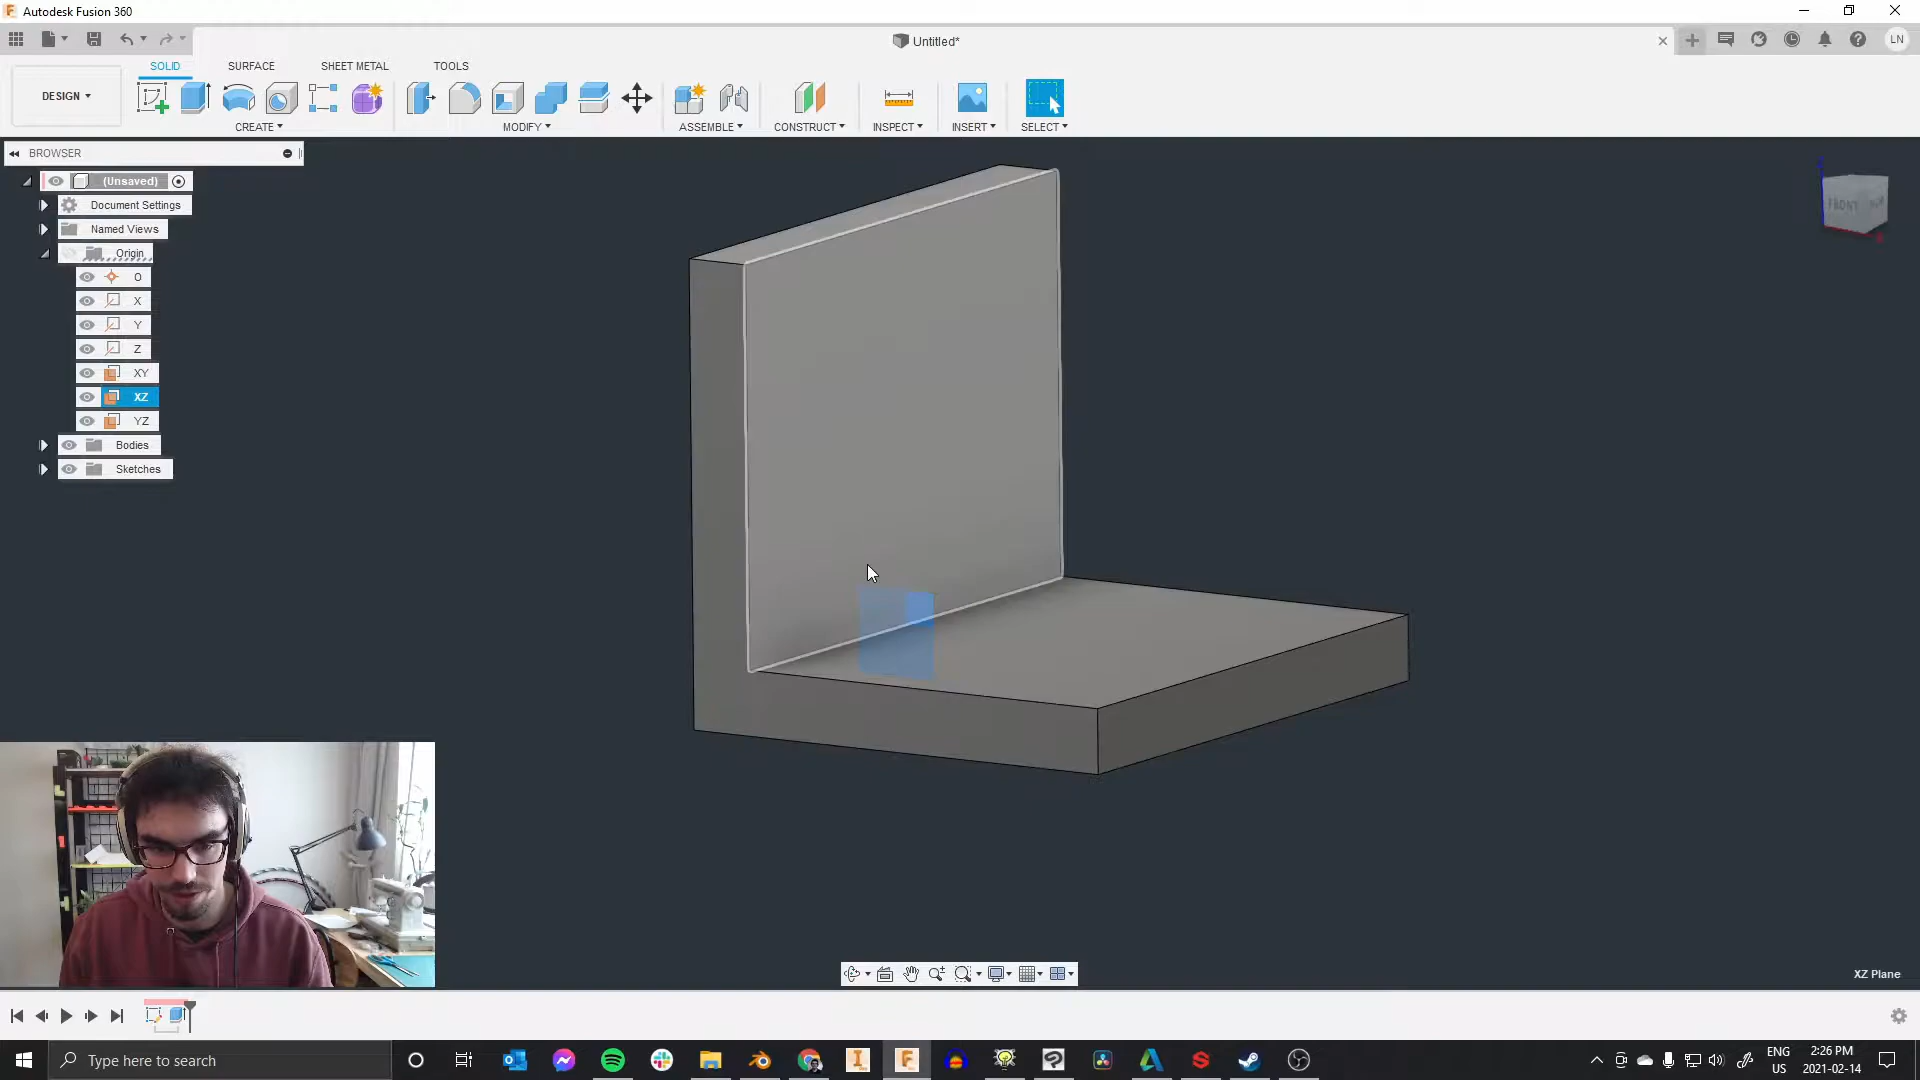 Autodesk Fusion 360
Untitled*
LN
DESIGN
SOLID
SURFACE
SHEET METAL
TOOLS
CREATE
MODIFY
ASSEMBLE
CONSTRUCT
INSPECT
INSERT
SELECT
BROWSER
(Unsaved)
Document Settings
Named Views
Origin
O
X
Y
Z
XY
XZ
YZ
Bodies
Sketches
FRONT
XZ Plane
Type here to search
ENG
US
2:26 PM
2021-02-14